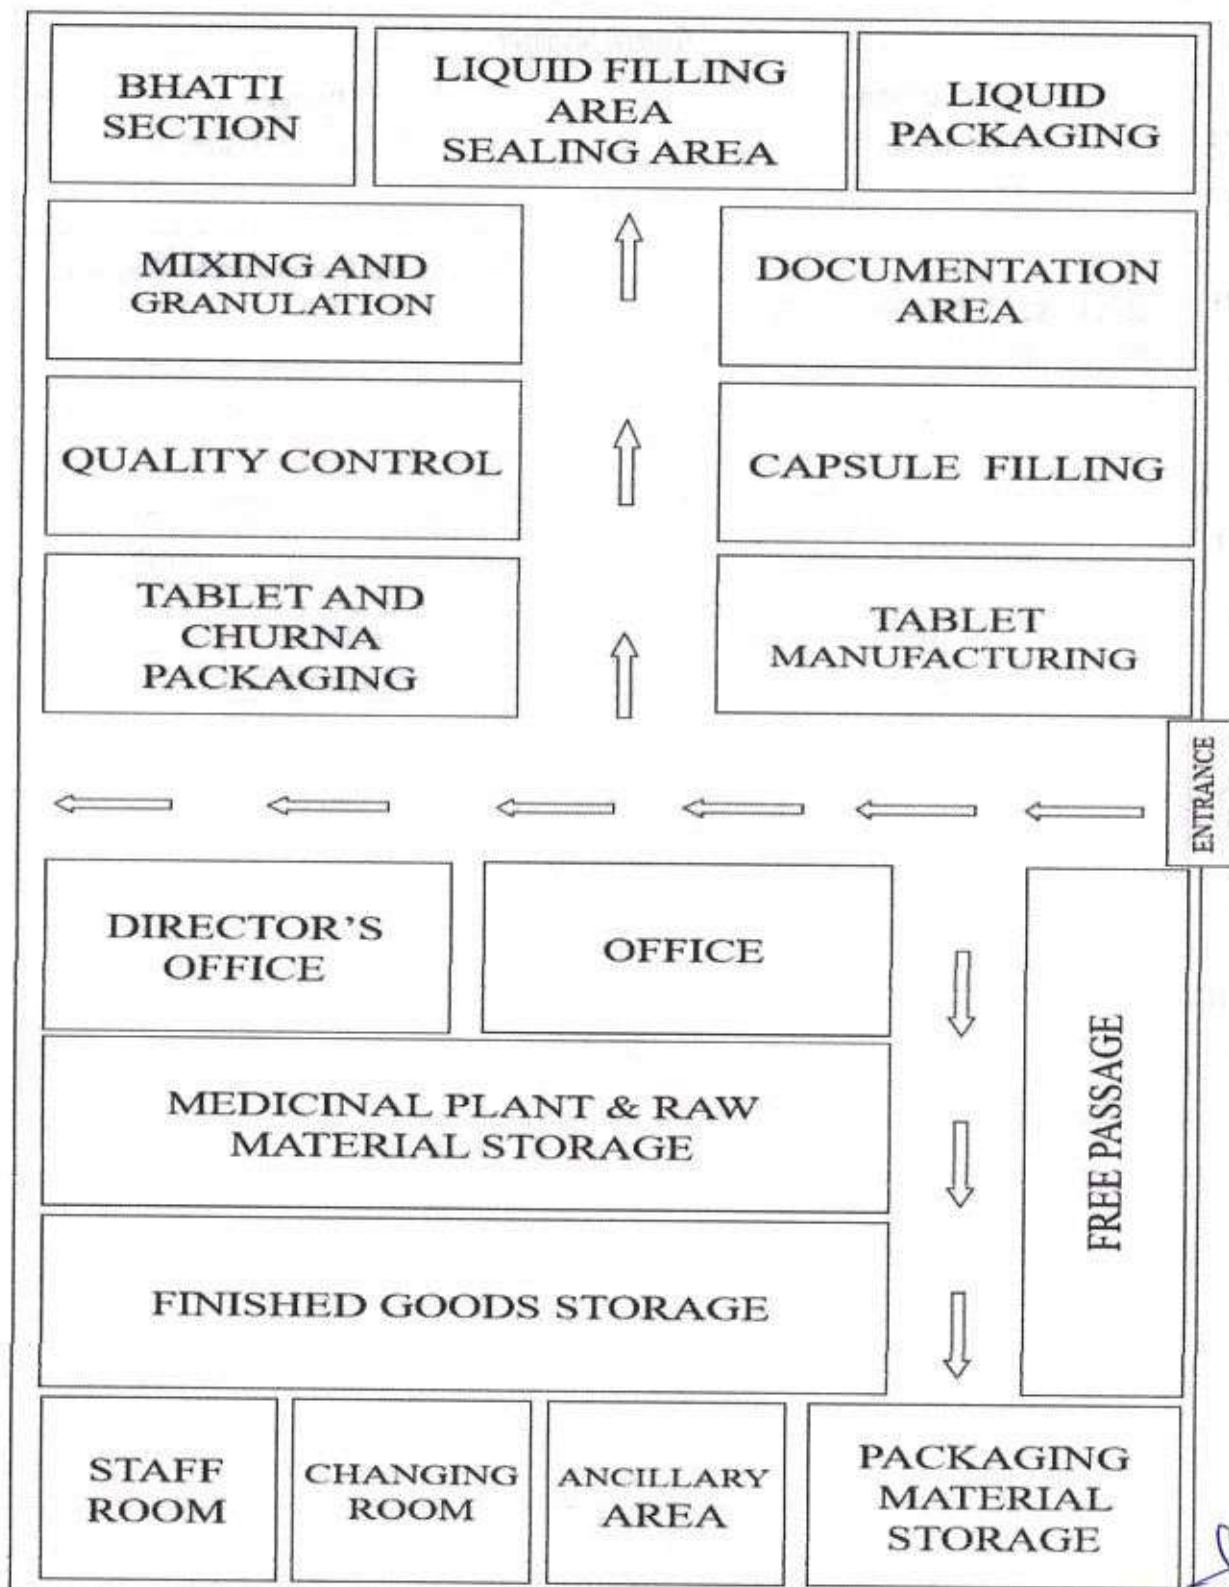 BHATTI
SECTION
LIQUID FILLING
AREA
SEALING AREA
LIQUID
PACKAGING
MIXING AND
GRANULATION
DOCUMENTATION
AREA
QUALITY CONTROL
CAPSULE FILLING
TABLET AND
CHURNA
PACKAGING
TABLET
MANUFACTURING
ENTRANCE
DIRECTOR'S
OFFICE
OFFICE
MEDICINAL PLANT & RAW
MATERIAL STORAGE
FREE PASSAGE
FINISHED GOODS STORAGE
STAFF
ROOM
CHANGING
ROOM
ANCILLARY
AREA
PACKAGING
MATERIAL
STORAGE